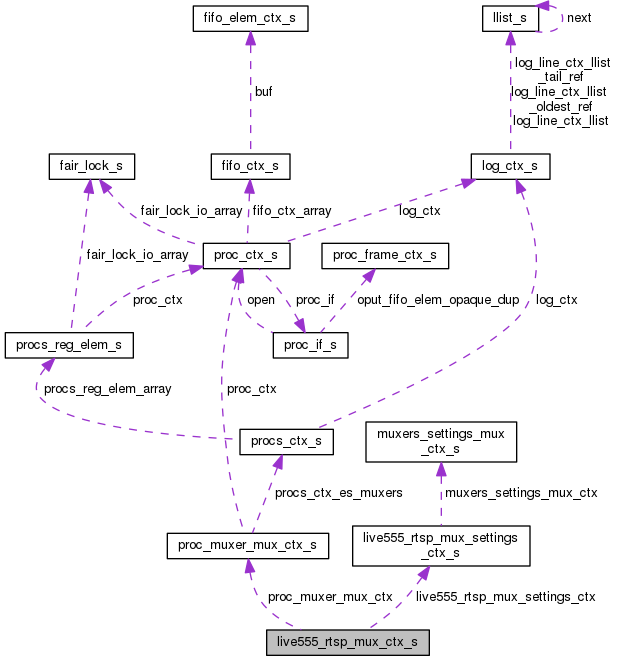 fifo_elem_ctx_s
llist_s
next
buf
log_line_ctx_llist
_tail_ref
log_line_ctx_llist
_oldest_ref
log_line_ctx_llist
fair_lock_s
fifo_ctx_s
log_ctx_s
fair_lock_io_array
fifo_ctx_array
log_ctx
fair_lock_io_array
proc_ctx_s
proc_frame_ctx_s
proc_ctx
open
proc_if
oput_fifo_elem_opaque_dup
log_ctx
procs_reg_elem_s
proc_if_s
procs_reg_elem_array
proc_ctx
procs_ctx_s
muxers_settings_mux
_ctx_s
procs_ctx_es_muxers
muxers_settings_mux_ctx
proc_muxer_mux_ctx_s
live555_rtsp_mux_settings
_ctx_s
proc_muxer_mux_ctx
live555_rtsp_mux_settings_ctx
live555_rtsp_mux_ctx_s